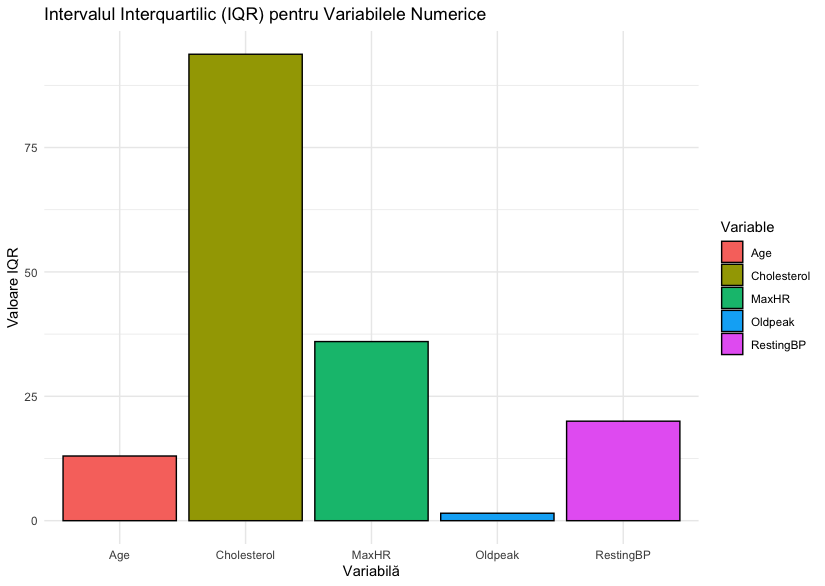 Intervalul Interquartilic (IQR) pentru Variabilele Numerice
Valoare IQR
75
50
25
0
Age
Cholesterol
MaxHR
Oldpeak
RestingBP
Variabilă
Variable
Age
Cholesterol
MaxHR
Oldpeak
RestingBP